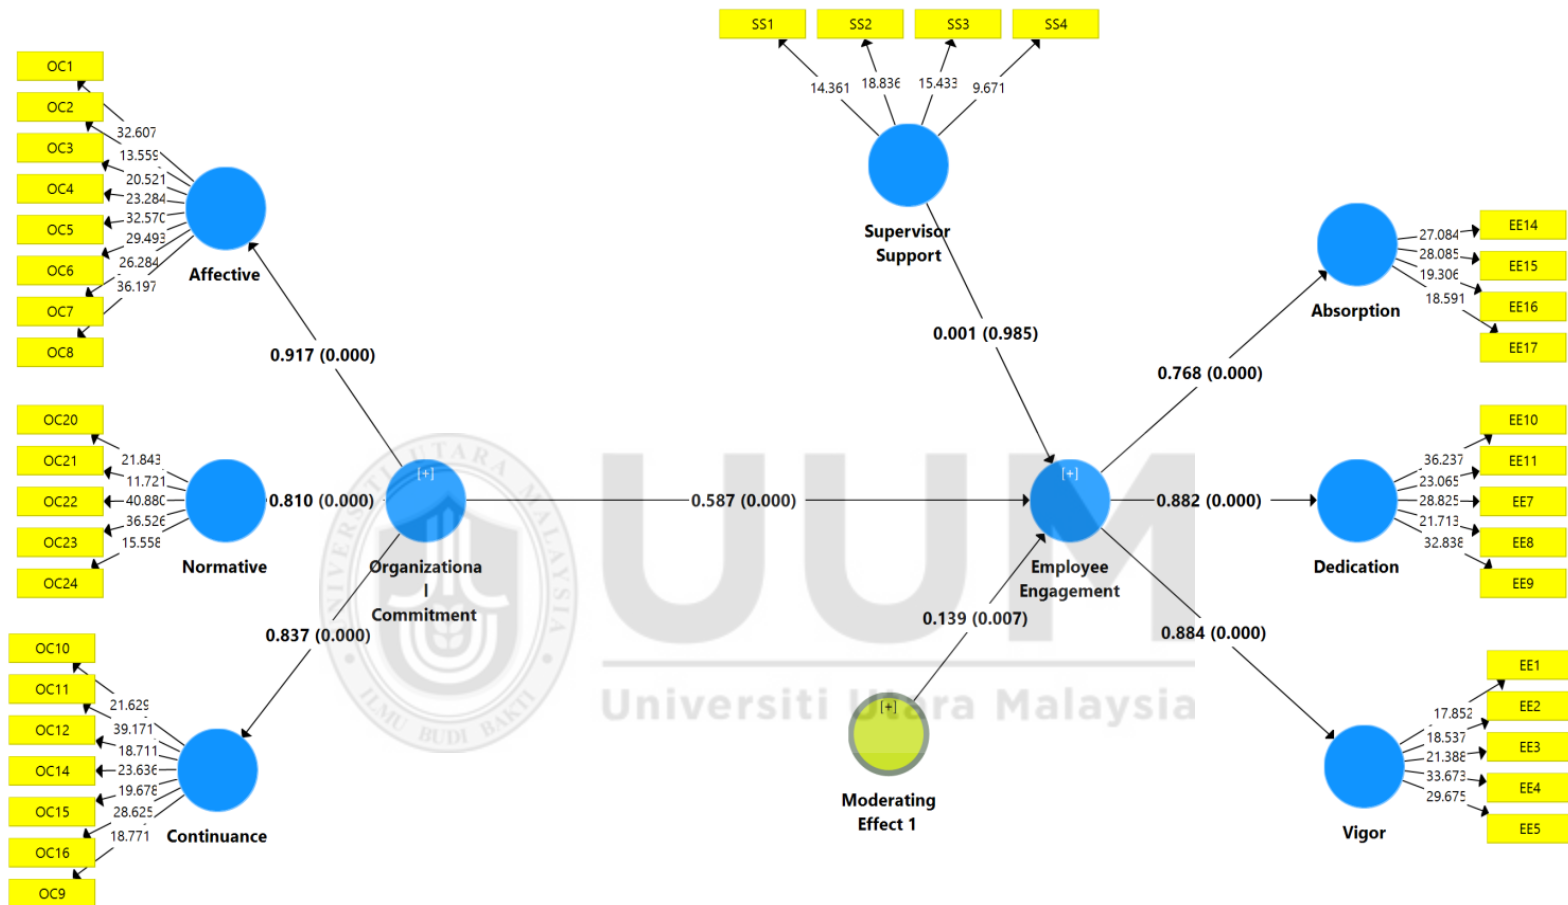 SS1
SS2
SS3
SS4
14.361
18.836
15.433
9.671
Supervisor
Support
0.001 (0.985)
OC1
OC2
OC3
OC4
OC5
OC6
OC7
OC8
32.607
13.559
20.521
23.284
32.570
29.493
26.284
36.197
Affective
0.917 (0.000)
OC20
OC21
OC22
OC23
OC24
21.843
11.721
40.880
36.526
15.558
Normative
0.810 (0.000)
[+]
Organizationa
l
Commitment
0.837 (0.000)
OC10
OC11
OC12
OC14
OC15
OC16
OC9
21.629
39.171
18.711
23.636
19.678
28.625
18.771
Continuance
0.587 (0.000)
[+]
Employee
Engagement
0.139 (0.007)
[+]
Moderating
Effect 1
0.768 (0.000)
Absorption
27.084
28.085
19.306
18.591
EE14
EE15
EE16
EE17
0.882 (0.000)
Dedication
36.237
23.065
28.825
21.713
32.838
EE10
EE11
EE7
EE8
EE9
0.884 (0.000)
Vigor
17.852
18.537
21.388
33.673
29.675
EE1
EE2
EE3
EE4
EE5
UNIVERSITI UTARA MALAYSIA
ILMU BUDI BAKTI
UUM
Universiti Utara Malaysia